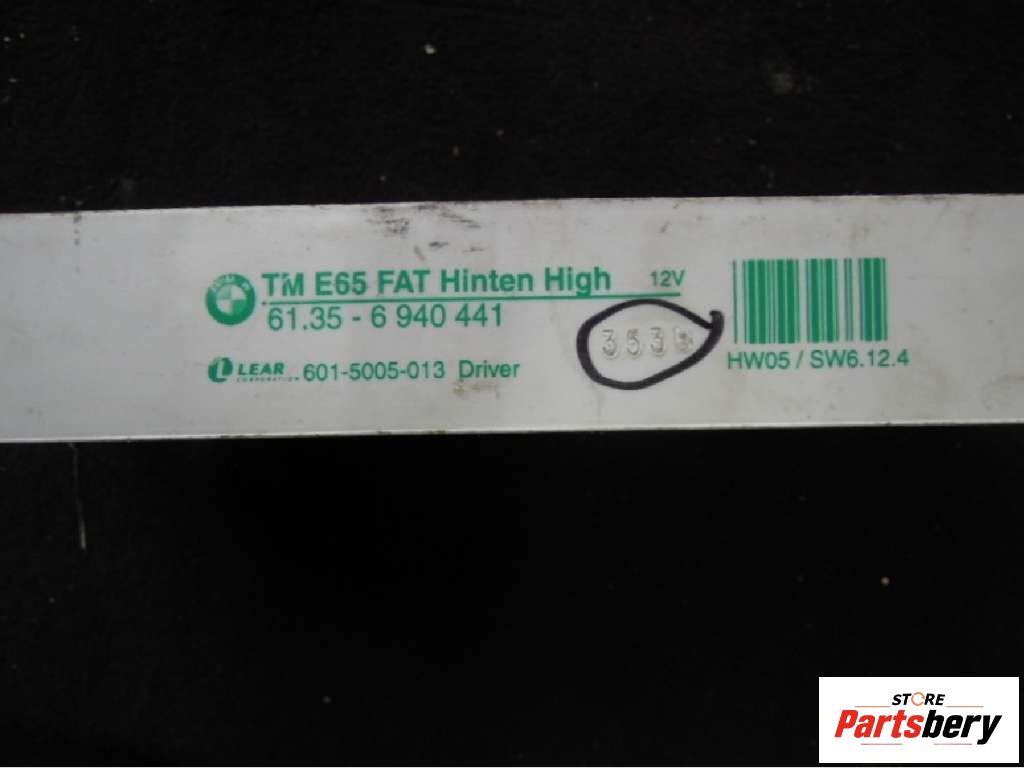 TM E65 FAT Hinten High 12V
61.35 - 6 940 441
LEAR
CORPORATION
601-5005-013 Driver
HW05 / SW6.12.4
STORE
Partsbery